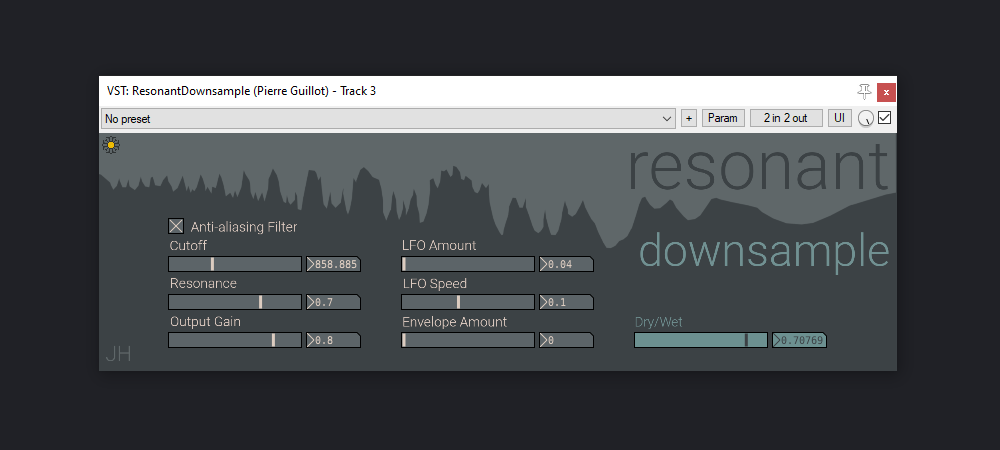 VST: ResonantDownsample (Pierre Guillot) - Track 3
x
No preset
+
Param
2 in 2 out
UI
resonant
downsample
Anti-aliasing Filter
Cutoff
858.885
LFO Amount
0.04
Resonance
0.7
LFO Speed
0.1
Output Gain
0.8
Envelope Amount
0
Dry/Wet
0.70769
JH